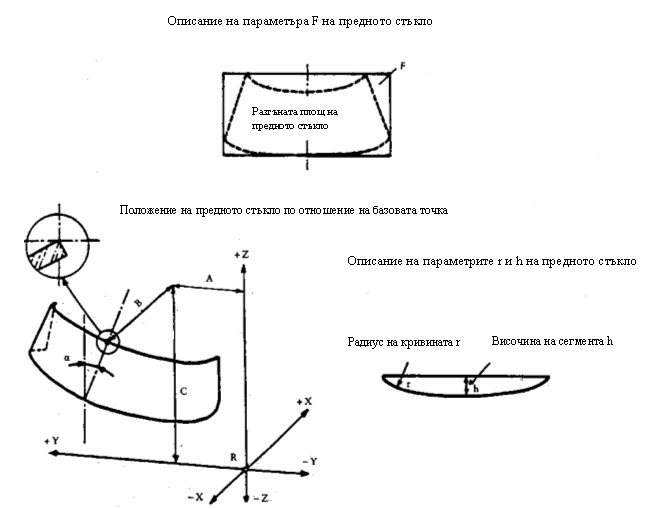 Описание на параметъра F на предното стъкло
F
Разгъната площ на
предното стъкло
Положение на предното стъкло по отношение на базовата точка
+Z
A
B
Описание на параметрите r и h на предното стъкло
Радиус на кривината r
Височина на сегмента h
α
C
r
h
+X
+Y
R
-Y
-X
-Z